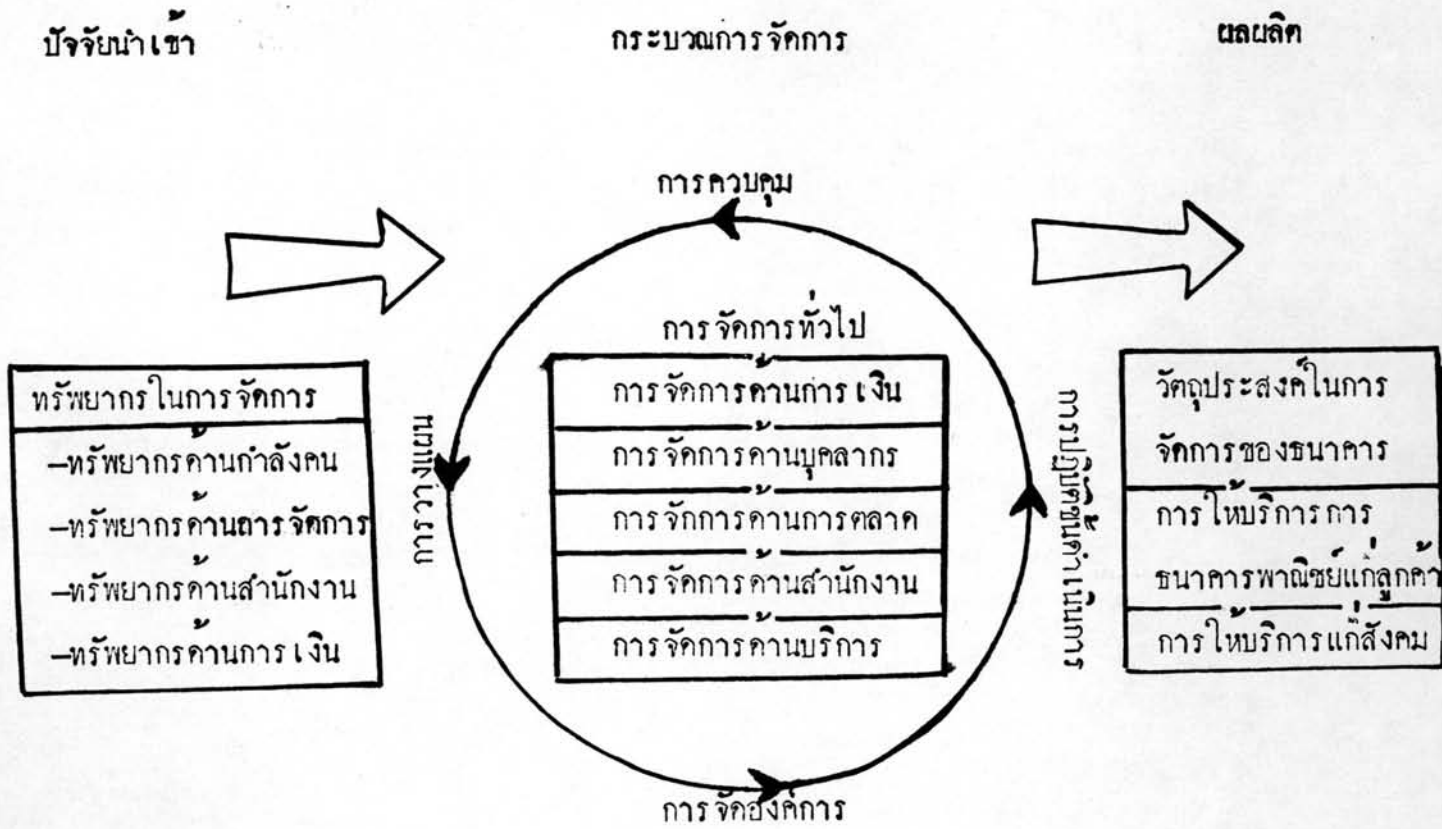 ปัจจัยนำเข้า
กระบวณการจัดการ
ผลผลิต
การควบคุม
การจัดการทั่วไป
ทรัพยากรในการจัดการ
–ทรัพยากรด้านกำลังคน
–ทรัพยากรด้านการจัดการ
–ทรัพยากรด้านสำนักงาน
–ทรัพยากรด้านการเงิน
การวางแผน
การจัดการด้านการเงิน
การจัดการด้านบุคลากร
การจักการด้านการตลาด
การจัดการด้านสำนักงาน
การจัดการด้านบริการ
วัตถุประสงค์ในการ
จัดการของธนาคาร
การให้บริการการ
ธนาคารพาณิชย์แก่ลูกค้า
การให้บริการแก่สังคม
การจัดองค์การ